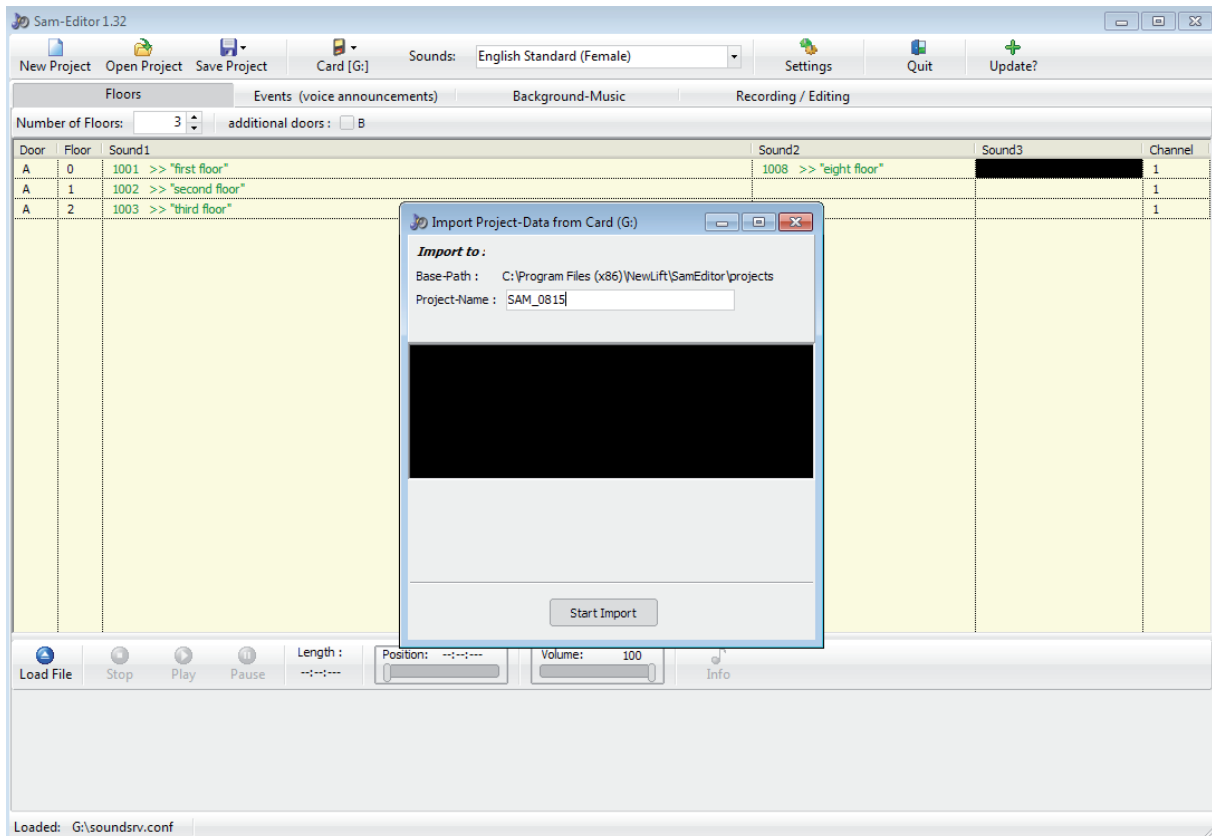 Sam-Editor 1.32
New Project Open Project Save Project Card [G:] Sounds: English Standard (Female) Settings Quit Update?
Floors Events (voice announcements) Background-Music Recording / Editing
Number of Floors: 3 additional doors : B
Door Floor Sound1 Sound2 Sound3 Channel
A 0 1001 >> "first floor" 1008 >> "eight floor" 1
A 1 1002 >> "second floor" 1
A 2 1003 >> "third floor" 1
Import Project-Data from Card (G:)
Import to :
Base-Path : C:\Program Files (x86)\NewLift\SamEditor\projects
Project-Name : SAM_0815
Start Import
Load File Stop Play Pause Length : --:--:--- Position: --:--:--- Volume: 100 Info
Loaded: G:\soundsrv.conf